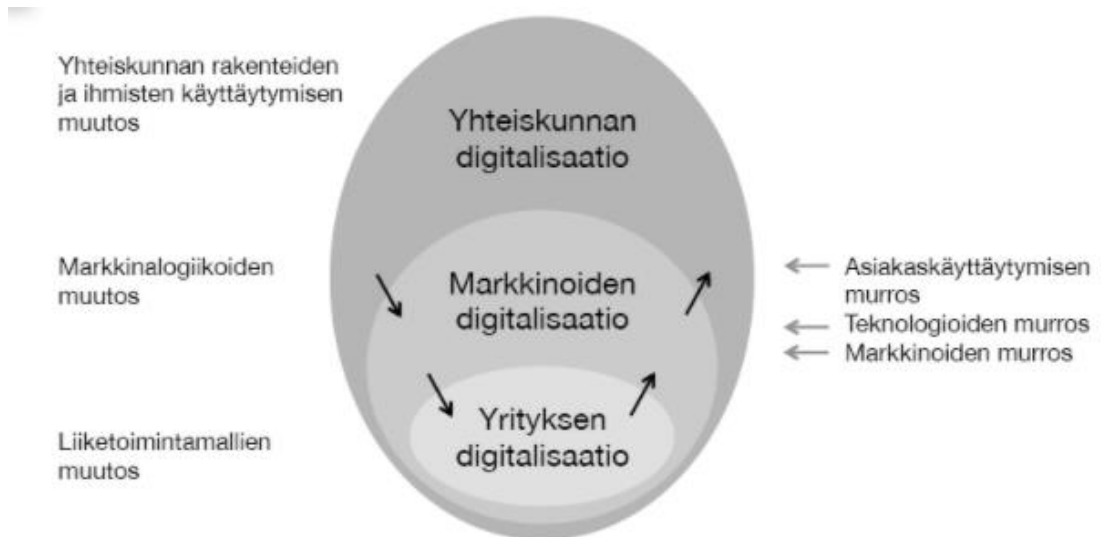 Yhteiskunnan rakenteiden
ja ihmisten käyttäytymisen
muutos
Yhteiskunnan
digitalisaatio
Markkinalogiikoiden
muutos
Markkinoiden
digitalisaatio
Asiakaskäyttäytymisen
murros
Teknologioiden murros
Markkinoiden murros
Liiketoimintamallien
muutos
Yrityksen
digitalisaatio